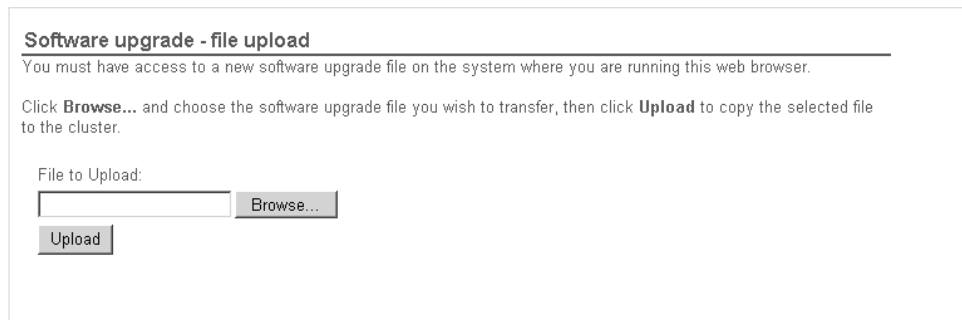 Software upgrade - file upload
You must have access to a new software upgrade file on the system where you are running this web browser.
Click Browse... and choose the software upgrade file you wish to transfer, then click Upload to copy the selected file
to the cluster.
File to Upload:
Browse...
Upload